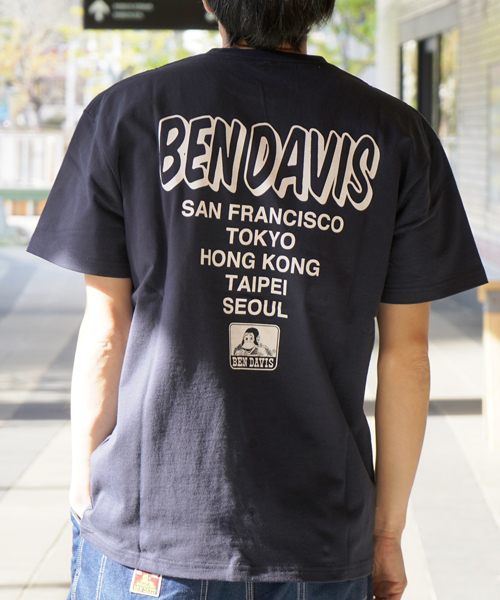 BEN DAVIS
SAN FRANCISCO
TOKYO
HONG KONG
TAIPEI
SEOUL
BEN DAVIS